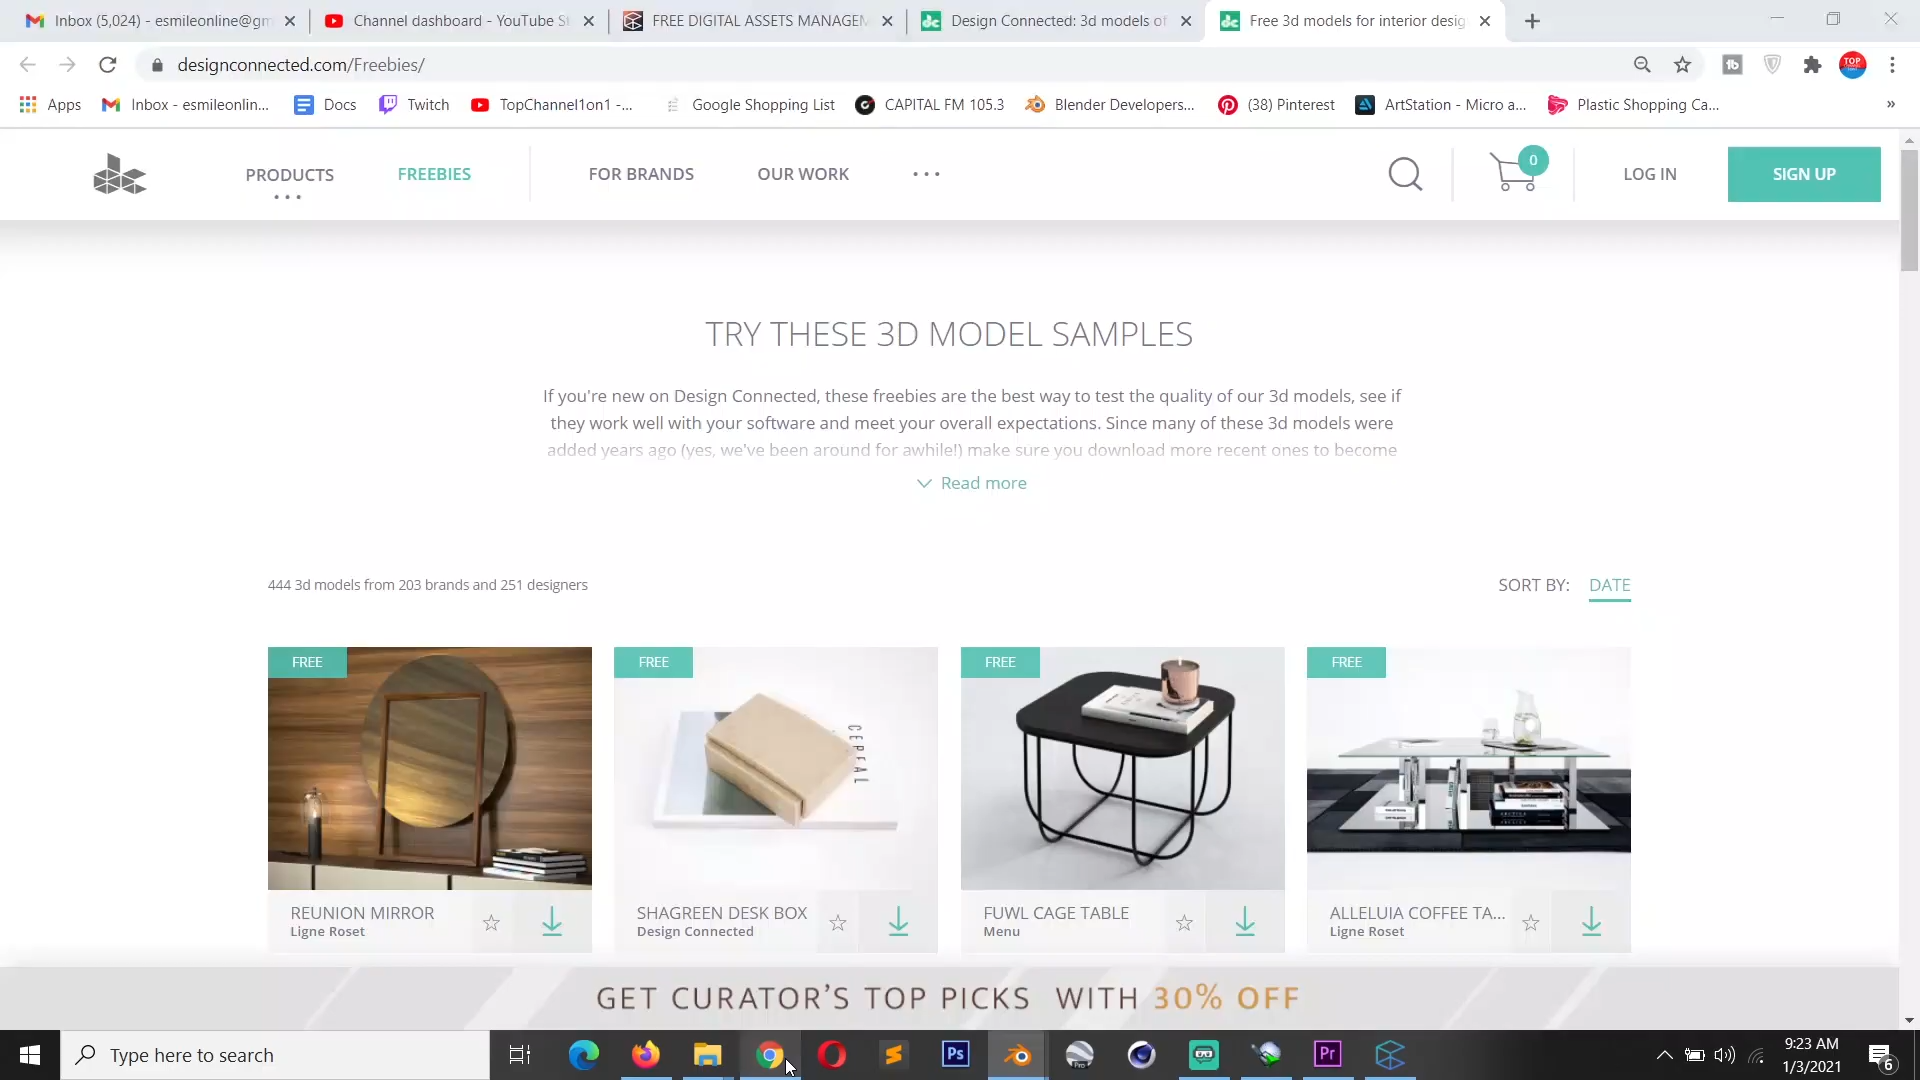 Inbox (5,024) - esmileonline@gm
Channel dashboard - YouTube St
FREE DIGITAL ASSETS MANAGEM
Design Connected: 3d models of
Free 3d models for interior desig
designconnected.com/Freebies/
Apps
Inbox - esmileonlin...
Docs
Twitch
TopChannel1on1 -...
Google Shopping List
CAPITAL FM 105.3
Blender Developers...
(38) Pinterest
ArtStation - Micro a...
Plastic Shopping Ca...
»
PRODUCTS
FREEBIES
FOR BRANDS
OUR WORK
0
LOG IN
SIGN UP
TRY THESE 3D MODEL SAMPLES
If you're new on Design Connected, these freebies are the best way to test the quality of our 3d models, see if
they work well with your software and meet your overall expectations. Since many of these 3d models were
added years ago (yes, we've been around for awhile!) make sure you download more recent ones to become
Read more
444 3d models from 203 brands and 251 designers
SORT BY: DATE
FREE
FREE
FREE
FREE
CEREAL
REUNION MIRROR
Ligne Roset
SHAGREEN DESK BOX
Design Connected
FUWL CAGE TABLE
Menu
ALLELUIA COFFEE TA...
Ligne Roset
GET CURATOR'S TOP PICKS WITH 30% OFF
Type here to search
Ps
Pr
9:23 AM
1/3/2021
6